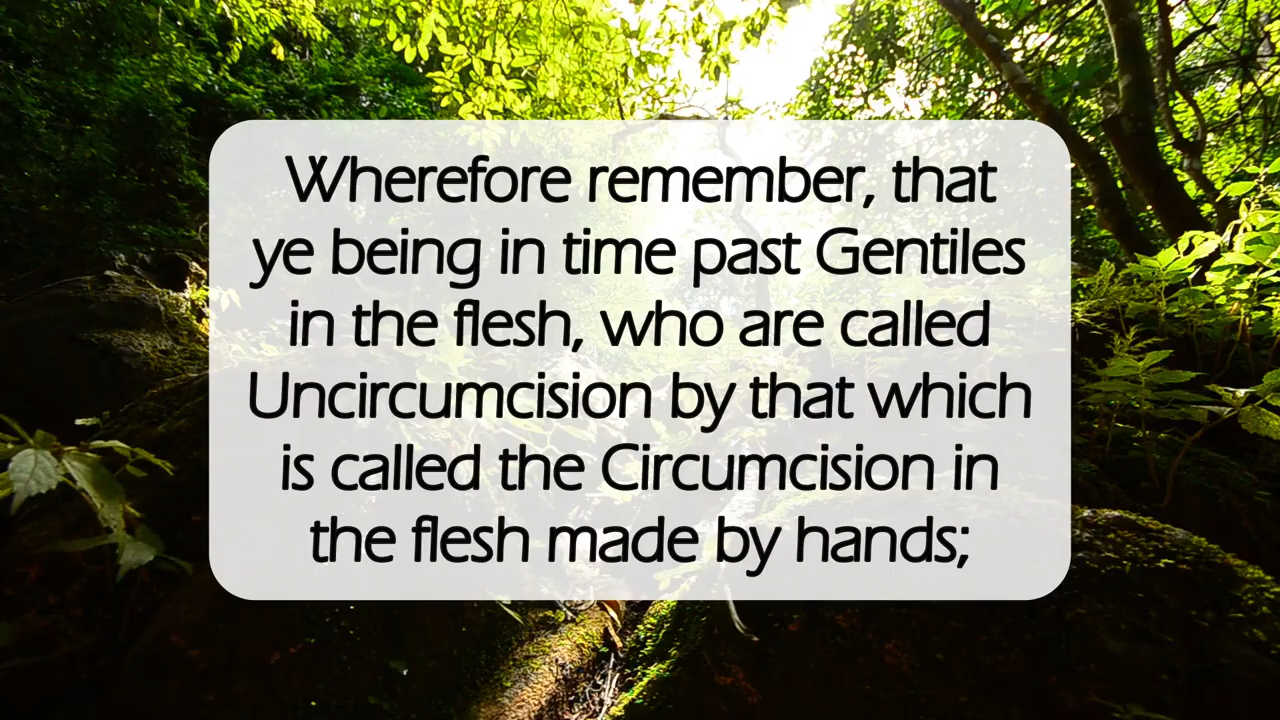 Wherefore remember, that
ye being in time past Gentiles
in the flesh, who are called
Uncircumcision by that which
is called the Circumcision in
the flesh made by hands;